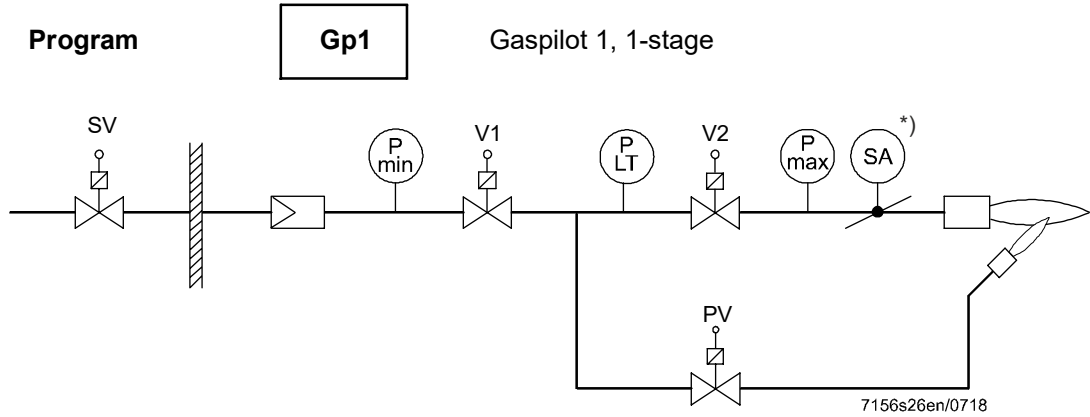 Program Gp1 Gaspilot 1, 1-stage
SV
P
min
V1
P
LT
V2
P
max
SA
*)
PV
7156s26en/0718